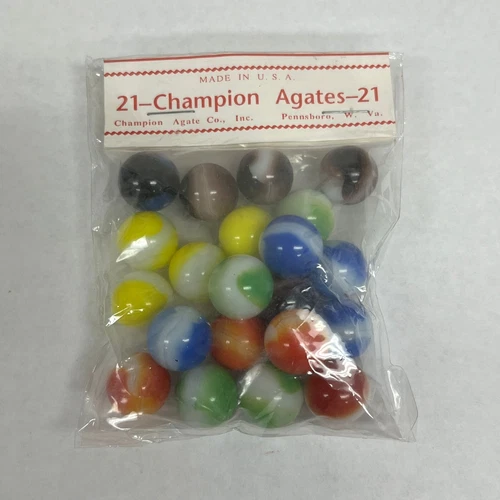 MADE IN U. S. A.
21–Champion Agates–21
Champion Agate Co., Inc. Pennsboro, W. Va.